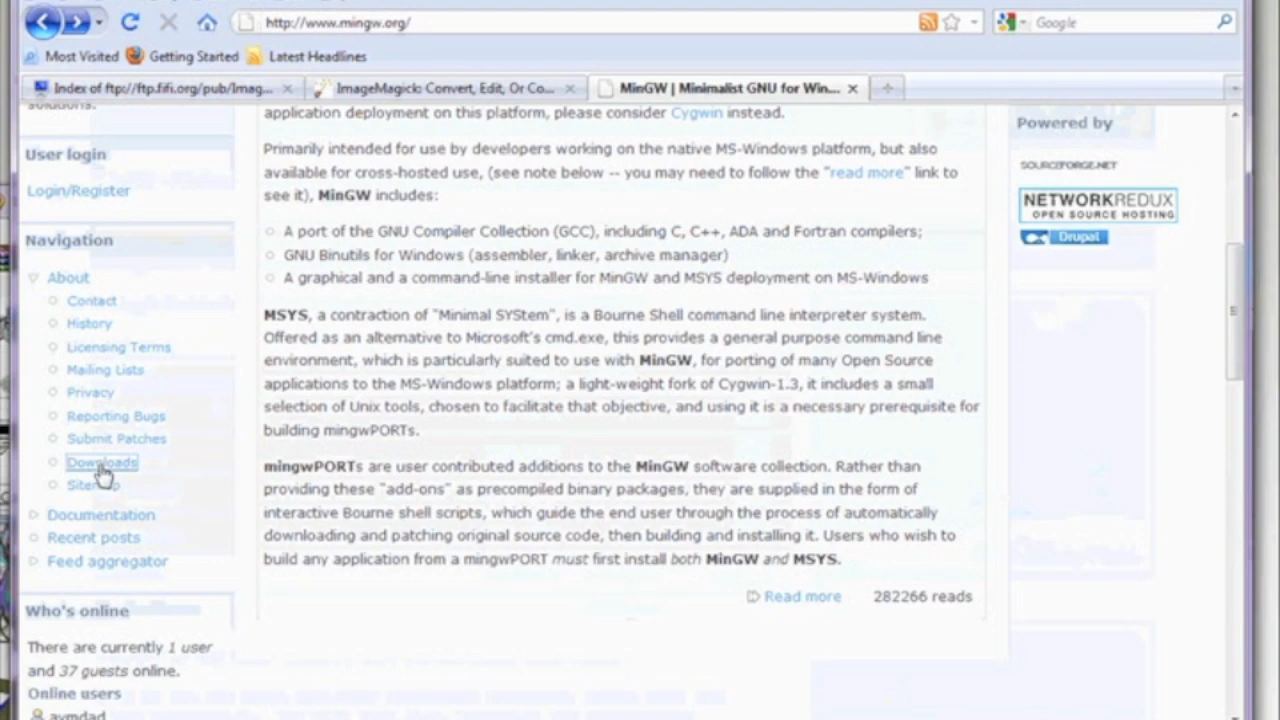 http://www.mingw.org/
Google
Most Visited Getting Started Latest Headlines
Index of ftp://ftp.fifi.org/pub/Imag...
ImageMagick: Convert, Edit, Or Co...
MinGW | Minimalist GNU for Win...
solutions.
User login
Login/Register
Navigation
About
Contact
History
Licensing Terms
Mailing Lists
Privacy
Reporting Bugs
Submit Patches
Downloads
Documentation
Recent posts
Feed aggregator
Who's online
There are currently 1 user
and 37 guests online.
Online users
aymdad
application deployment on this platform, please consider Cygwin instead.
Primarily intended for use by developers working on the native MS-Windows platform, but also
available for cross-hosted use, (see note below -- you may need to follow the "read more" link to
see it), MinGW includes:
A port of the GNU Compiler Collection (GCC), including C, C++, ADA and Fortran compilers;
GNU Binutils for Windows (assembler, linker, archive manager)
A graphical and a command-line installer for MinGW and MSYS deployment on MS-Windows
MSYS, a contraction of "Minimal SYStem", is a Bourne Shell command line interpreter system.
Offered as an alternative to Microsoft's cmd.exe, this provides a general purpose command line
environment, which is particularly suited to use with MinGW, for porting of many Open Source
applications to the MS-Windows platform; a light-weight fork of Cygwin-1.3, it includes a small
selection of Unix tools, chosen to facilitate that objective, and using it is a necessary prerequisite for
building mingwPORTs.
mingwPORTs are user contributed additions to the MinGW software collection. Rather than
providing these "add-ons" as precompiled binary packages, they are supplied in the form of
interactive Bourne shell scripts, which guide the end user through the process of automatically
downloading and patching original source code, then building and installing it. Users who wish to
build any application from a mingwPORT must first install both MinGW and MSYS.
Read more 282266 reads
Powered by
SOURCEFORGE.NET
NETWORKREDUX
OPEN SOURCE HOSTING
Drupal